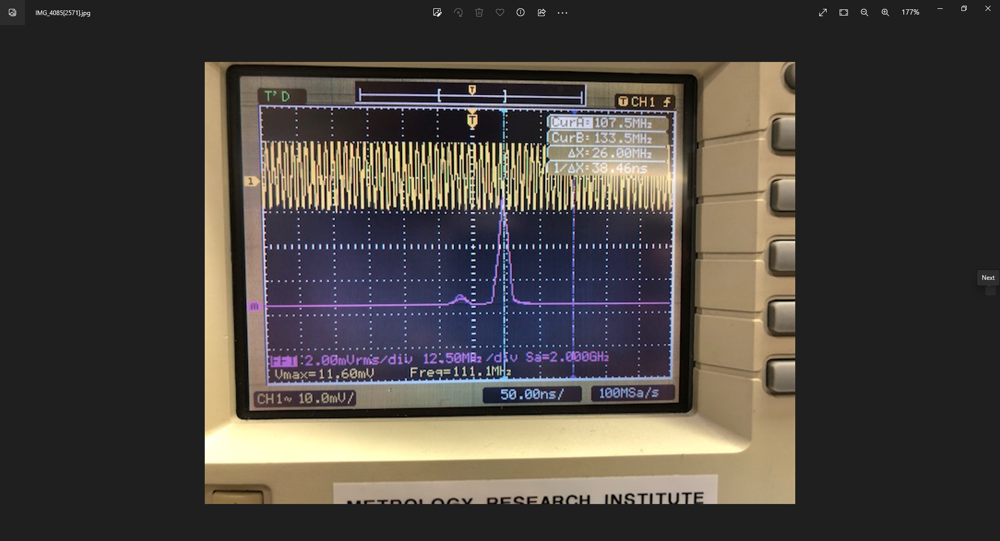 IMG_4085[2571].jpg
177%
T'D
T
T CH1
T
CurA: 107.5MHz
CurB: 133.5MHz
ΔX: 26.00MHz
1/ΔX: 38.46ns
1
Next
m
FFT : 2.00mVrms/div 12.50MHz/div Sa=2.000GHz
Vmax=11.60mV Freq=111.1MHz
CH1~ 10.0mV/ 50.00ns/ 100MSa/s
METROLOGY RESEARCH INSTITUTE